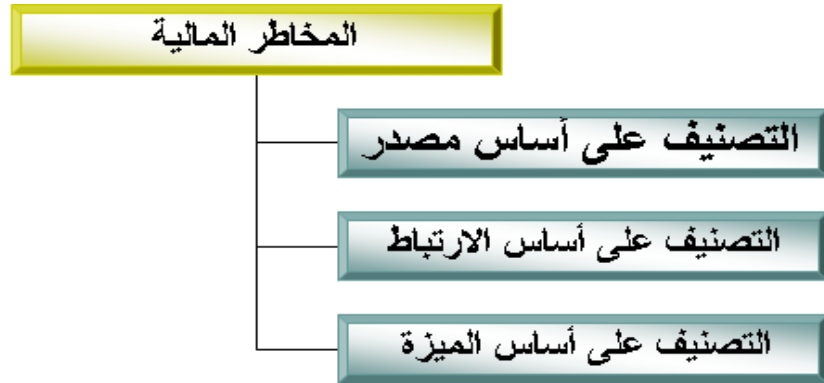 المخاطر المالية
التصنيف على أساس مصدر
التصنيف على أساس الارتباط
التصنيف على أساس الميزة